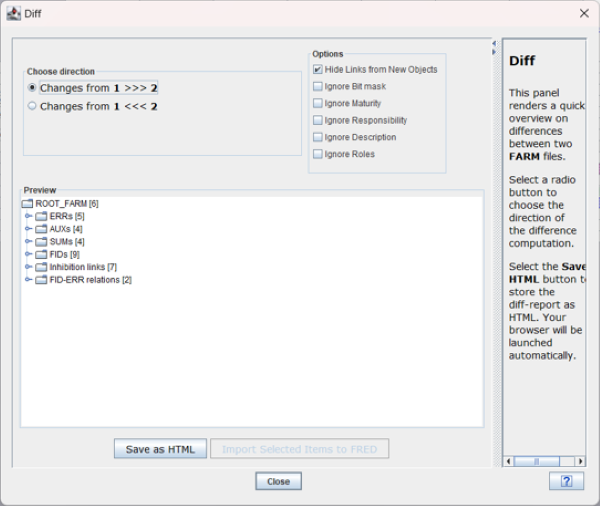 Diff
Choose direction
Changes from 1 >>> 2
Changes from 1 <<< 2
Options
Hide Links from New Objects
Ignore Bit mask
Ignore Maturity
Ignore Responsibility
Ignore Description
Ignore Roles
Preview
ROOT_FARM [6]
ERRs [5]
AUXs [4]
SUMs [4]
FIDs [9]
Inhibition links [7]
FID-ERR relations [2]
Save as HTML
Import Selected Items to FRED
Diff
This panel
renders a quick
overview on
differences
between two
FARM files.
Select a radio
button to
choose the
direction of
the difference
computation.
Select the Save
HTML button to
store the
diff-report as
HTML. Your
browser will be
launched
automatically.
Close
?